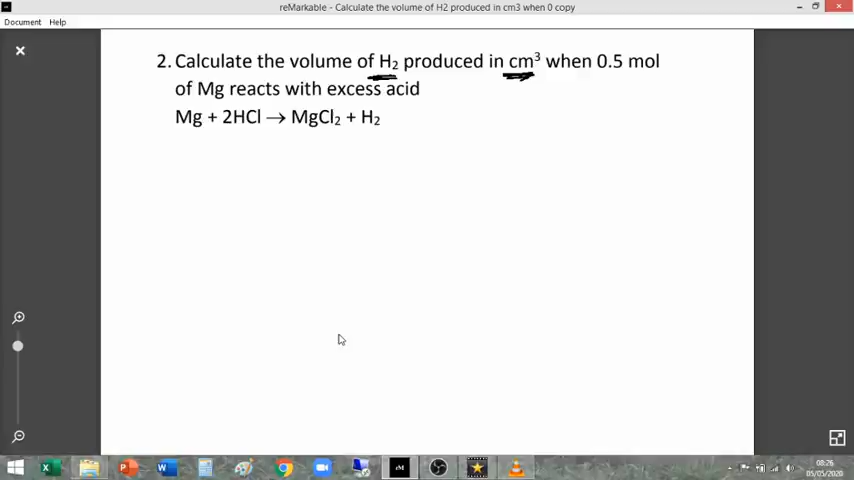 reMarkable - Calculate the volume of H2 produced in cm3 when 0 copy
Document Help
2. Calculate the volume of H₂ produced in cm³ when 0.5 mol
of Mg reacts with excess acid
Mg + 2HCl → MgCl₂ + H₂
08:26
05/05/2020